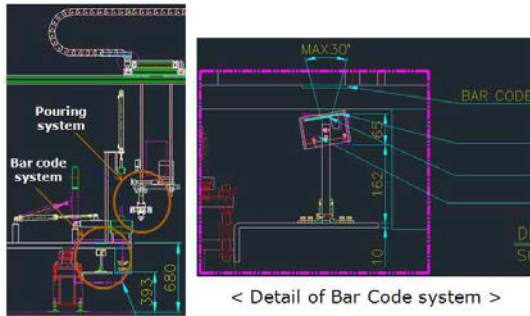 Pouring
system
Bar code
system
393
680
MAX30°
BAR CODE
65
162
10
< Detail of Bar Code system >